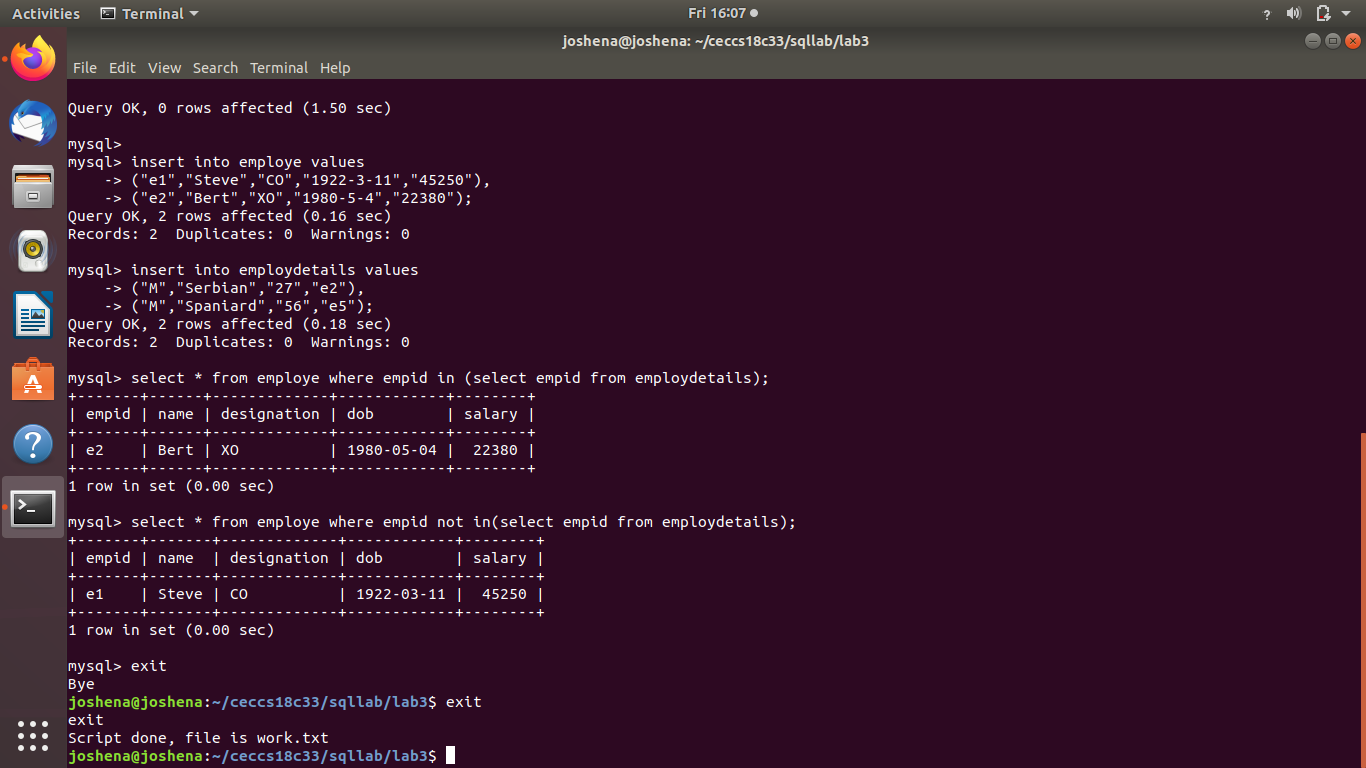 Activities Terminal Fri 16:07
joshena@joshena: ~/ceccs18c33/sqllab/lab3
File Edit View Search Terminal Help
Query OK, 0 rows affected (1.50 sec)
mysql>
mysql> insert into employe values
    -> ("e1","Steve","CO","1922-3-11","45250"),
    -> ("e2","Bert","XO","1980-5-4","22380");
Query OK, 2 rows affected (0.16 sec)
Records: 2  Duplicates: 0  Warnings: 0
mysql> insert into employdetails values
    -> ("M","Serbian","27","e2"),
    -> ("M","Spaniard","56","e5");
Query OK, 2 rows affected (0.18 sec)
Records: 2  Duplicates: 0  Warnings: 0
mysql> select * from employe where empid in (select empid from employdetails);
+-------+------+-------------+------------+--------+
| empid | name | designation | dob        | salary |
+-------+------+-------------+------------+--------+
| e2    | Bert | XO          | 1980-05-04 |  22380 |
+-------+------+-------------+------------+--------+
1 row in set (0.00 sec)
mysql> select * from employe where empid not in(select empid from employdetails);
+-------+-------+-------------+------------+--------+
| empid | name  | designation | dob        | salary |
+-------+-------+-------------+------------+--------+
| e1    | Steve | CO          | 1922-03-11 |  45250 |
+-------+-------+-------------+------------+--------+
1 row in set (0.00 sec)
mysql> exit
Bye
joshena@joshena:~/ceccs18c33/sqllab/lab3$ exit
exit
Script done, file is work.txt
joshena@joshena:~/ceccs18c33/sqllab/lab3$